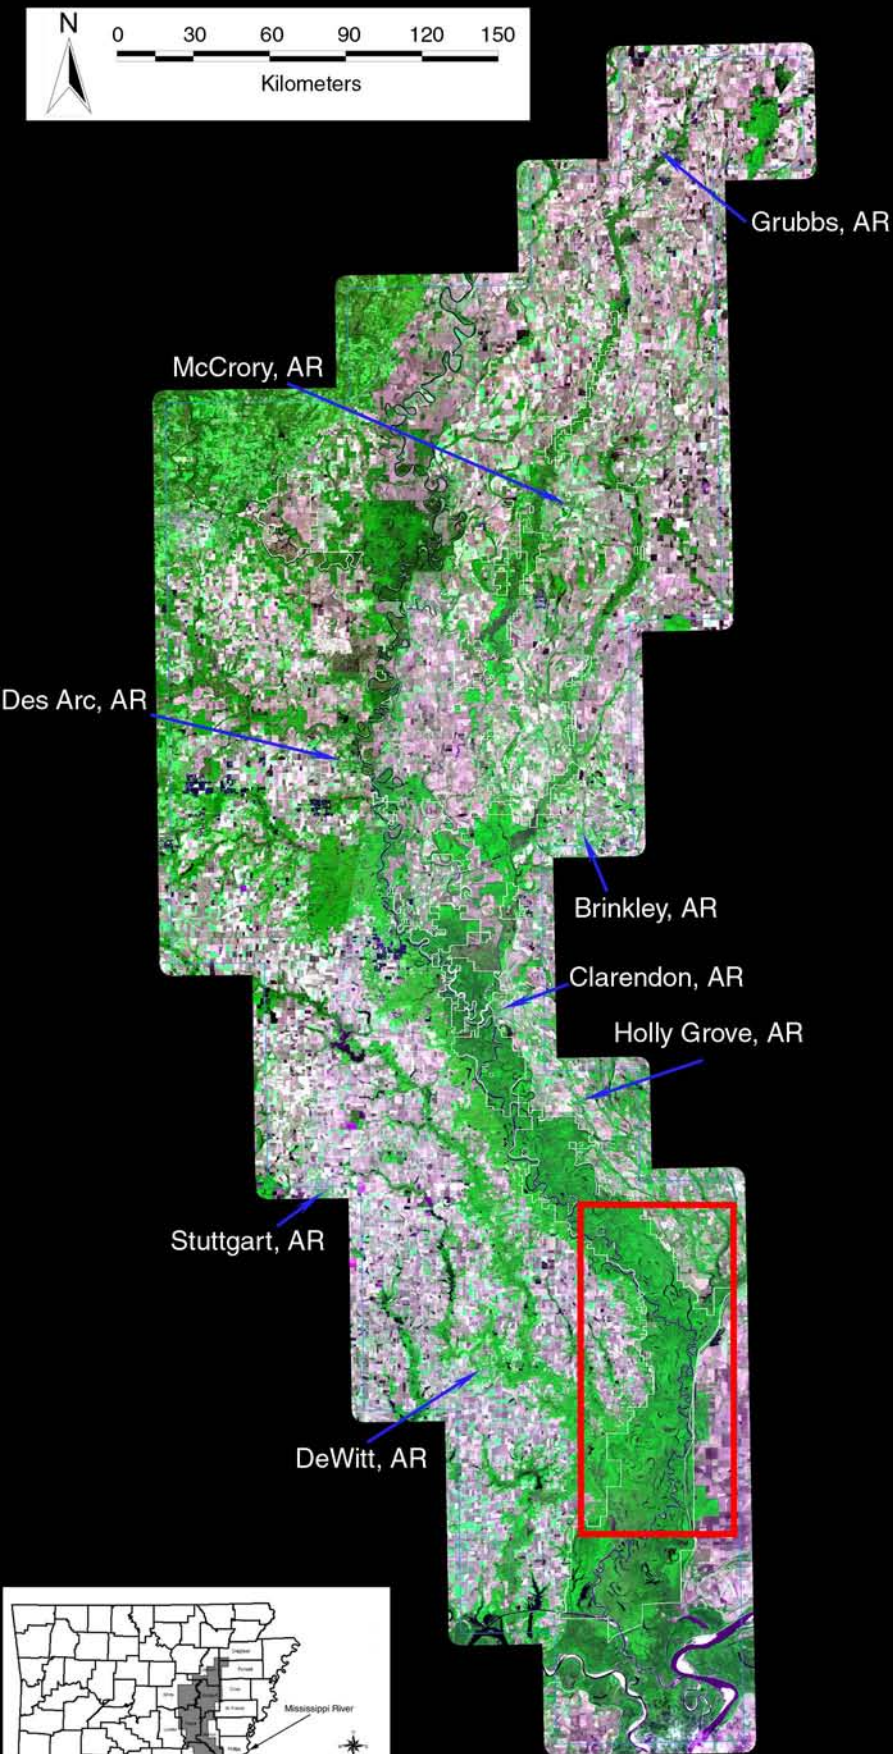 N
0 30 60 90 120 150
Kilometers
Grubbs, AR
McCrory, AR
Des Arc, AR
Brinkley, AR
Clarendon, AR
Holly Grove, AR
Stuttgart, AR
DeWitt, AR
Mississippi River